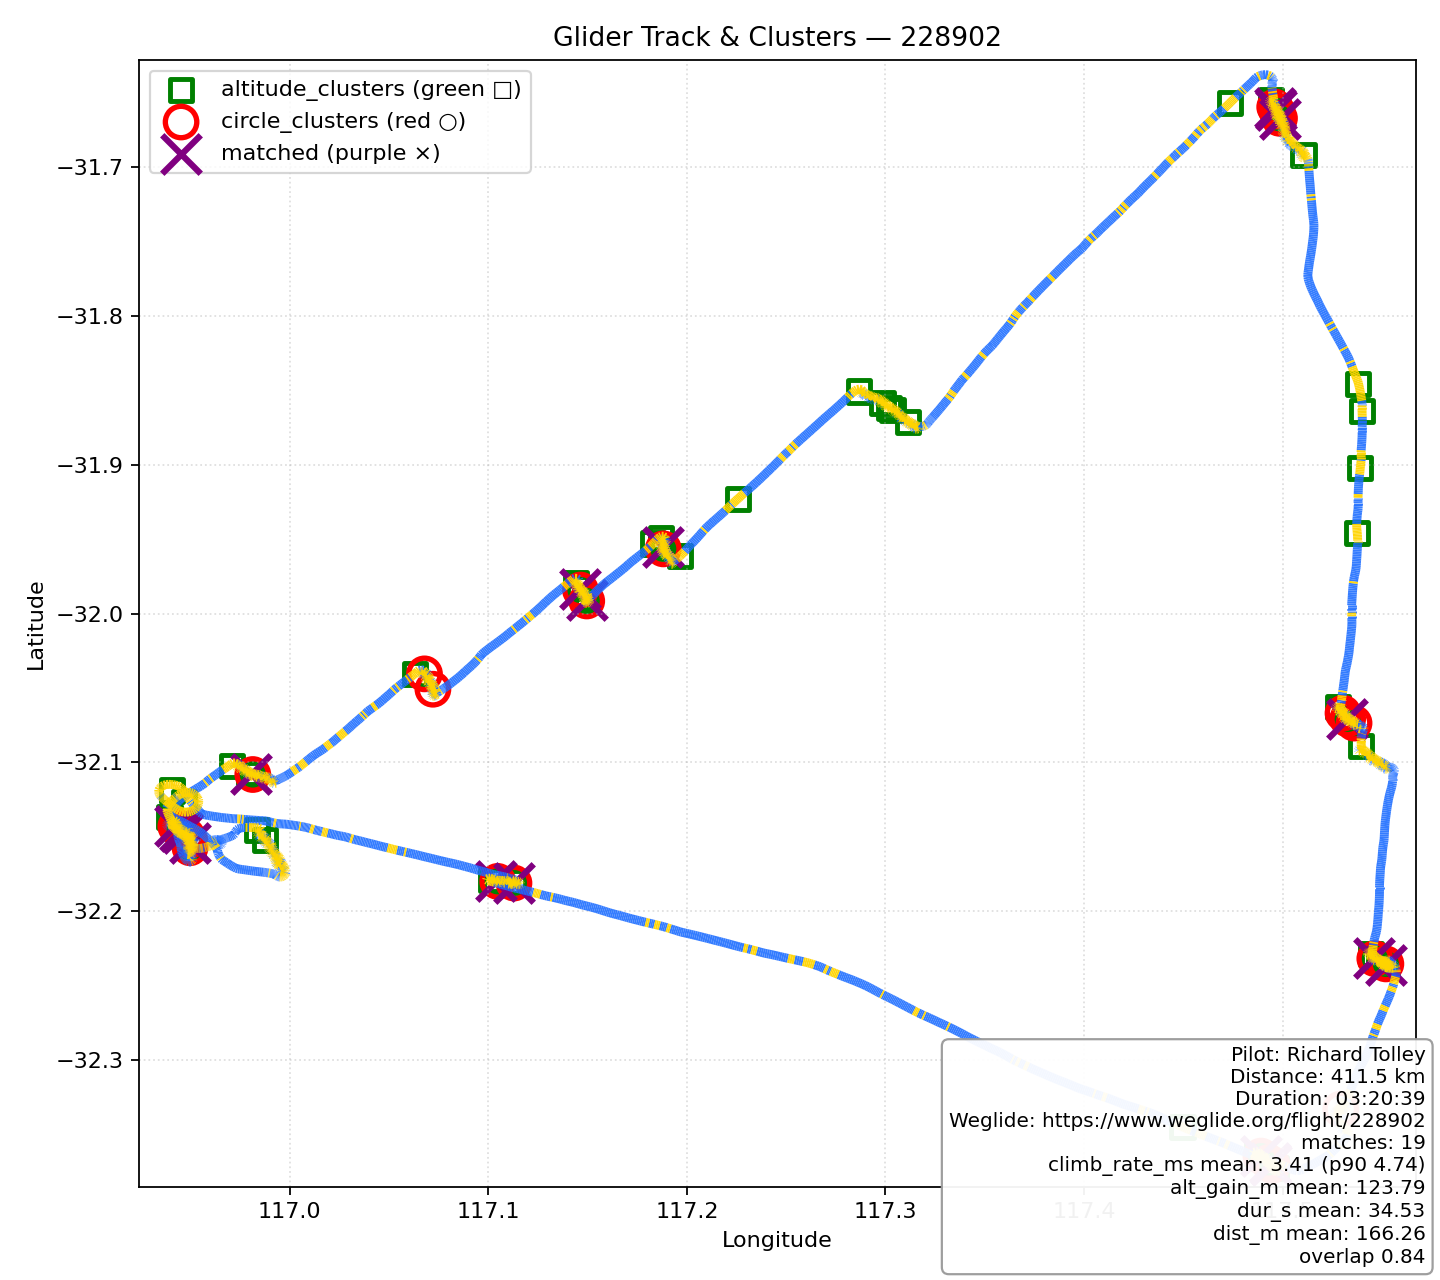 Glider Track & Clusters — 228902
altitude_clusters (green □)
circle_clusters (red ○)
matched (purple ×)
Latitude
−31.7
−31.8
−31.9
−32.0
−32.1
−32.2
−32.3
117.0
117.1
117.2
117.3
117.4
Longitude
Pilot: Richard Tolley
Distance: 411.5 km
Duration: 03:20:39
Weglide: https://www.weglide.org/flight/228902
matches: 19
climb_rate_ms mean: 3.41 (p90 4.74)
alt_gain_m mean: 123.79
dur_s mean: 34.53
dist_m mean: 166.26
overlap 0.84